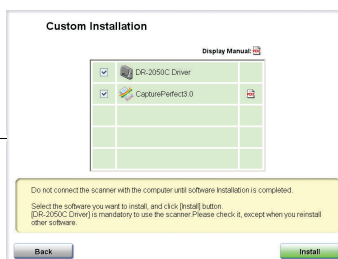 Custom Installation
Display Manual:
DR-2050C Driver
CapturePerfect3.0
Do not connect the scanner with the computer until software Installation is completed.
Select the software you want to install, and click [Install] button.
[DR-2050C Driver] is mandatory to use the scanner.Please check it, except when you reinstall
other software.
Back
Install